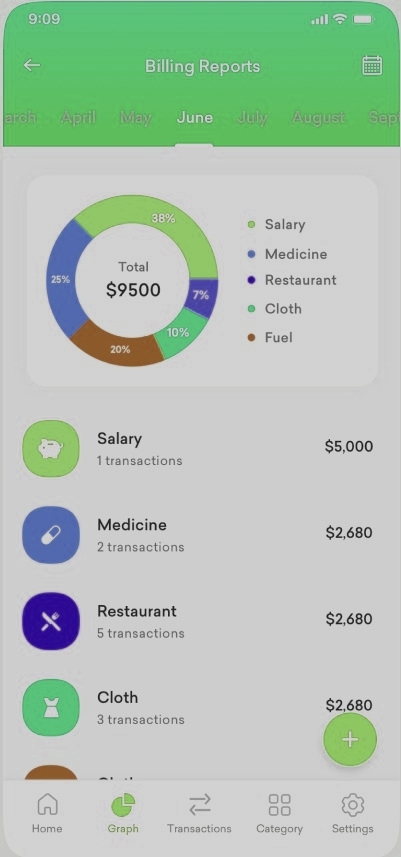 9:09
Billing Reports
arch April May June July August Sep
38%
25%
7%
10%
20%
Total
$9500
Salary
Medicine
Restaurant
Cloth
Fuel
Salary
1 transactions
$5,000
Medicine
2 transactions
$2,680
Restaurant
5 transactions
$2,680
Cloth
3 transactions
$2,680
Home Graph Transactions Category Settings